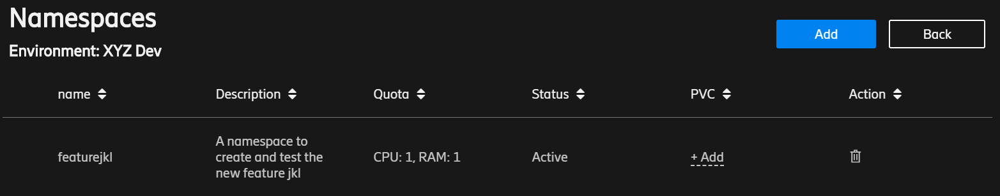 Namespaces
Environment: XYZ Dev
Add
Back
name
Description
Quota
Status
PVC
Action
featurejkl
A namespace to
create and test the
new feature jkl
CPU: 1, RAM: 1
Active
+ Add